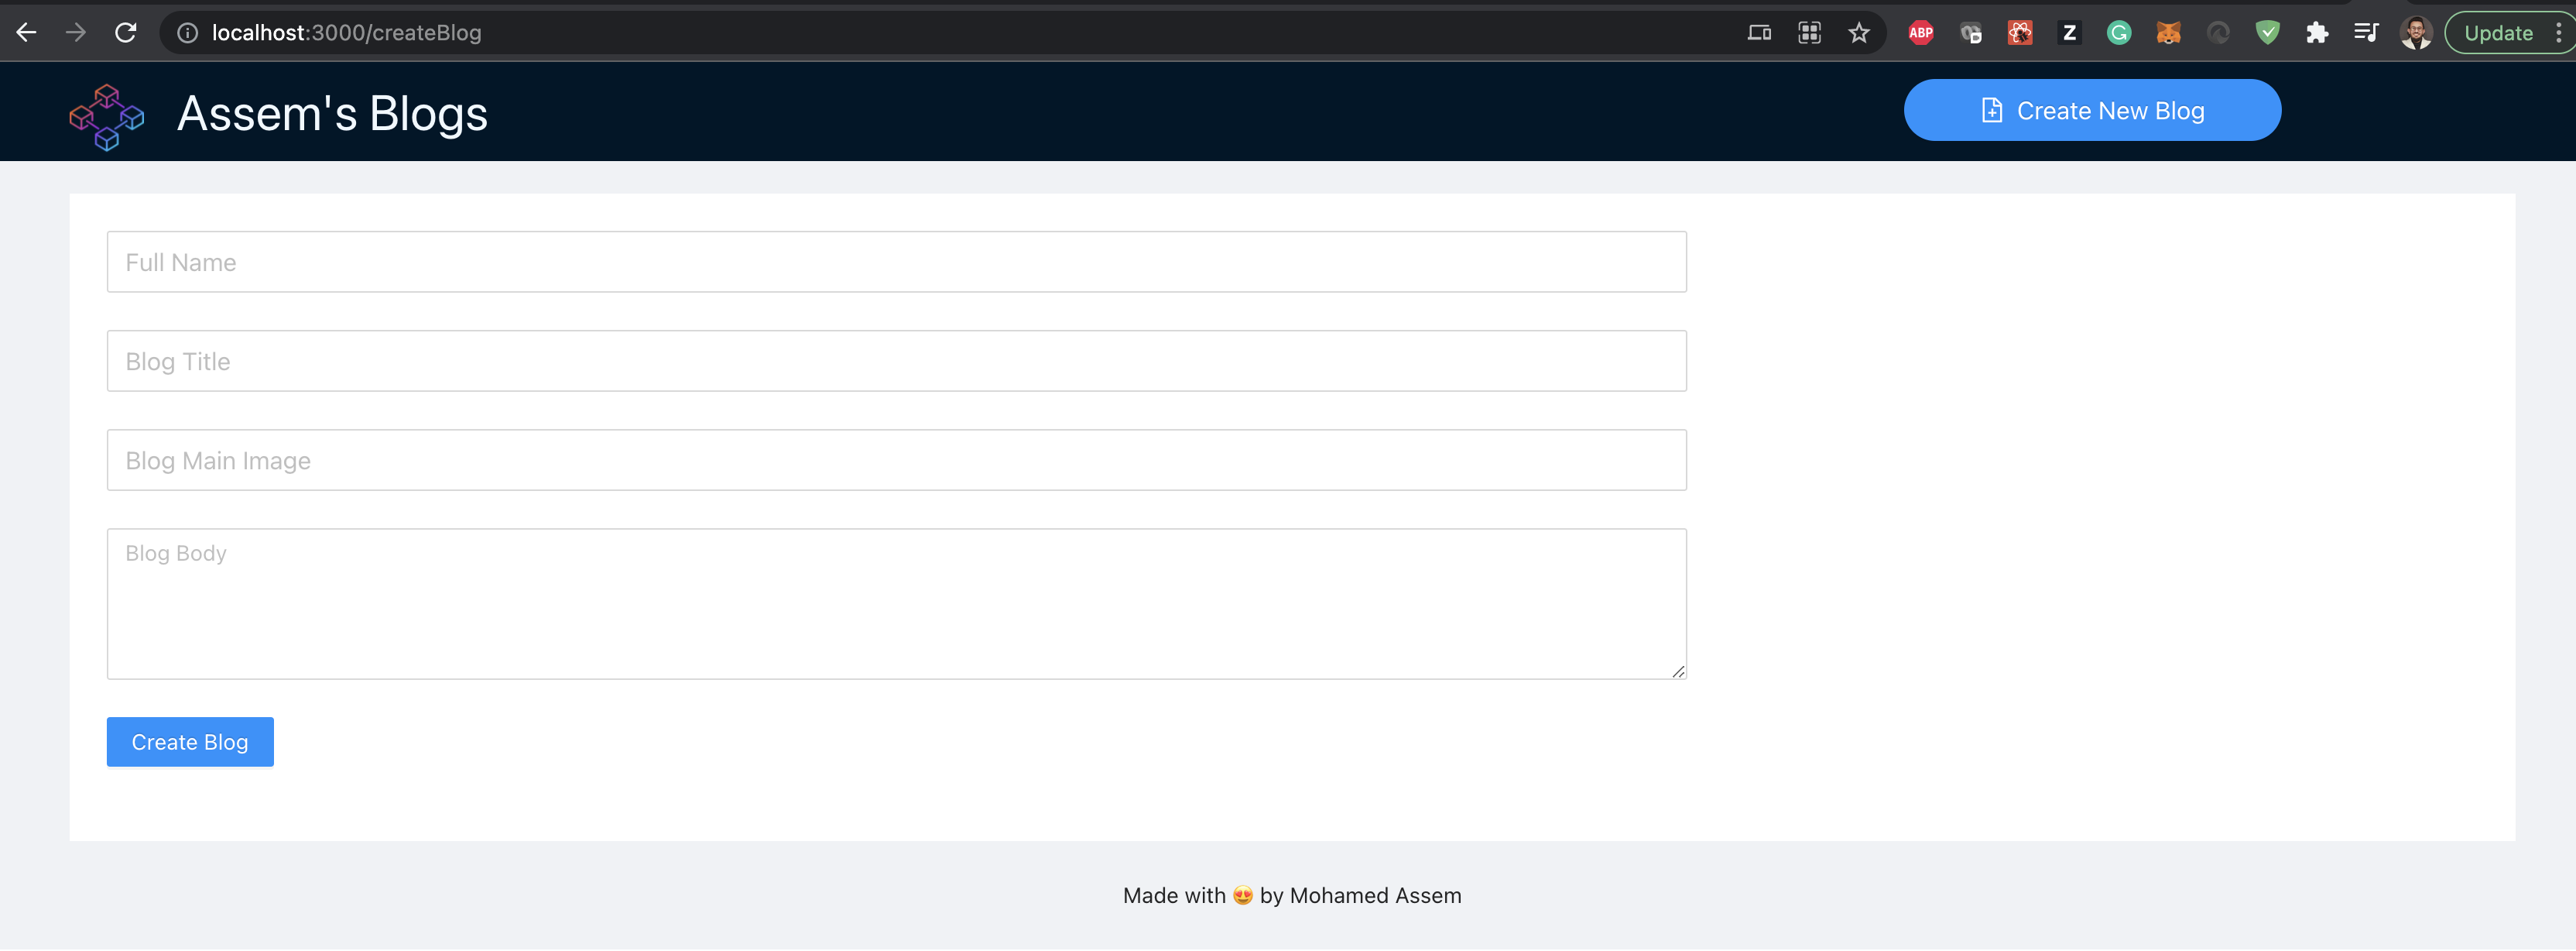 localhost:3000/createBlog
ABP
Z
G
Update
Assem's Blogs
Create New Blog
Full Name
Blog Title
Blog Main Image
Blog Body
Create Blog
Made with 😍 by Mohamed Assem